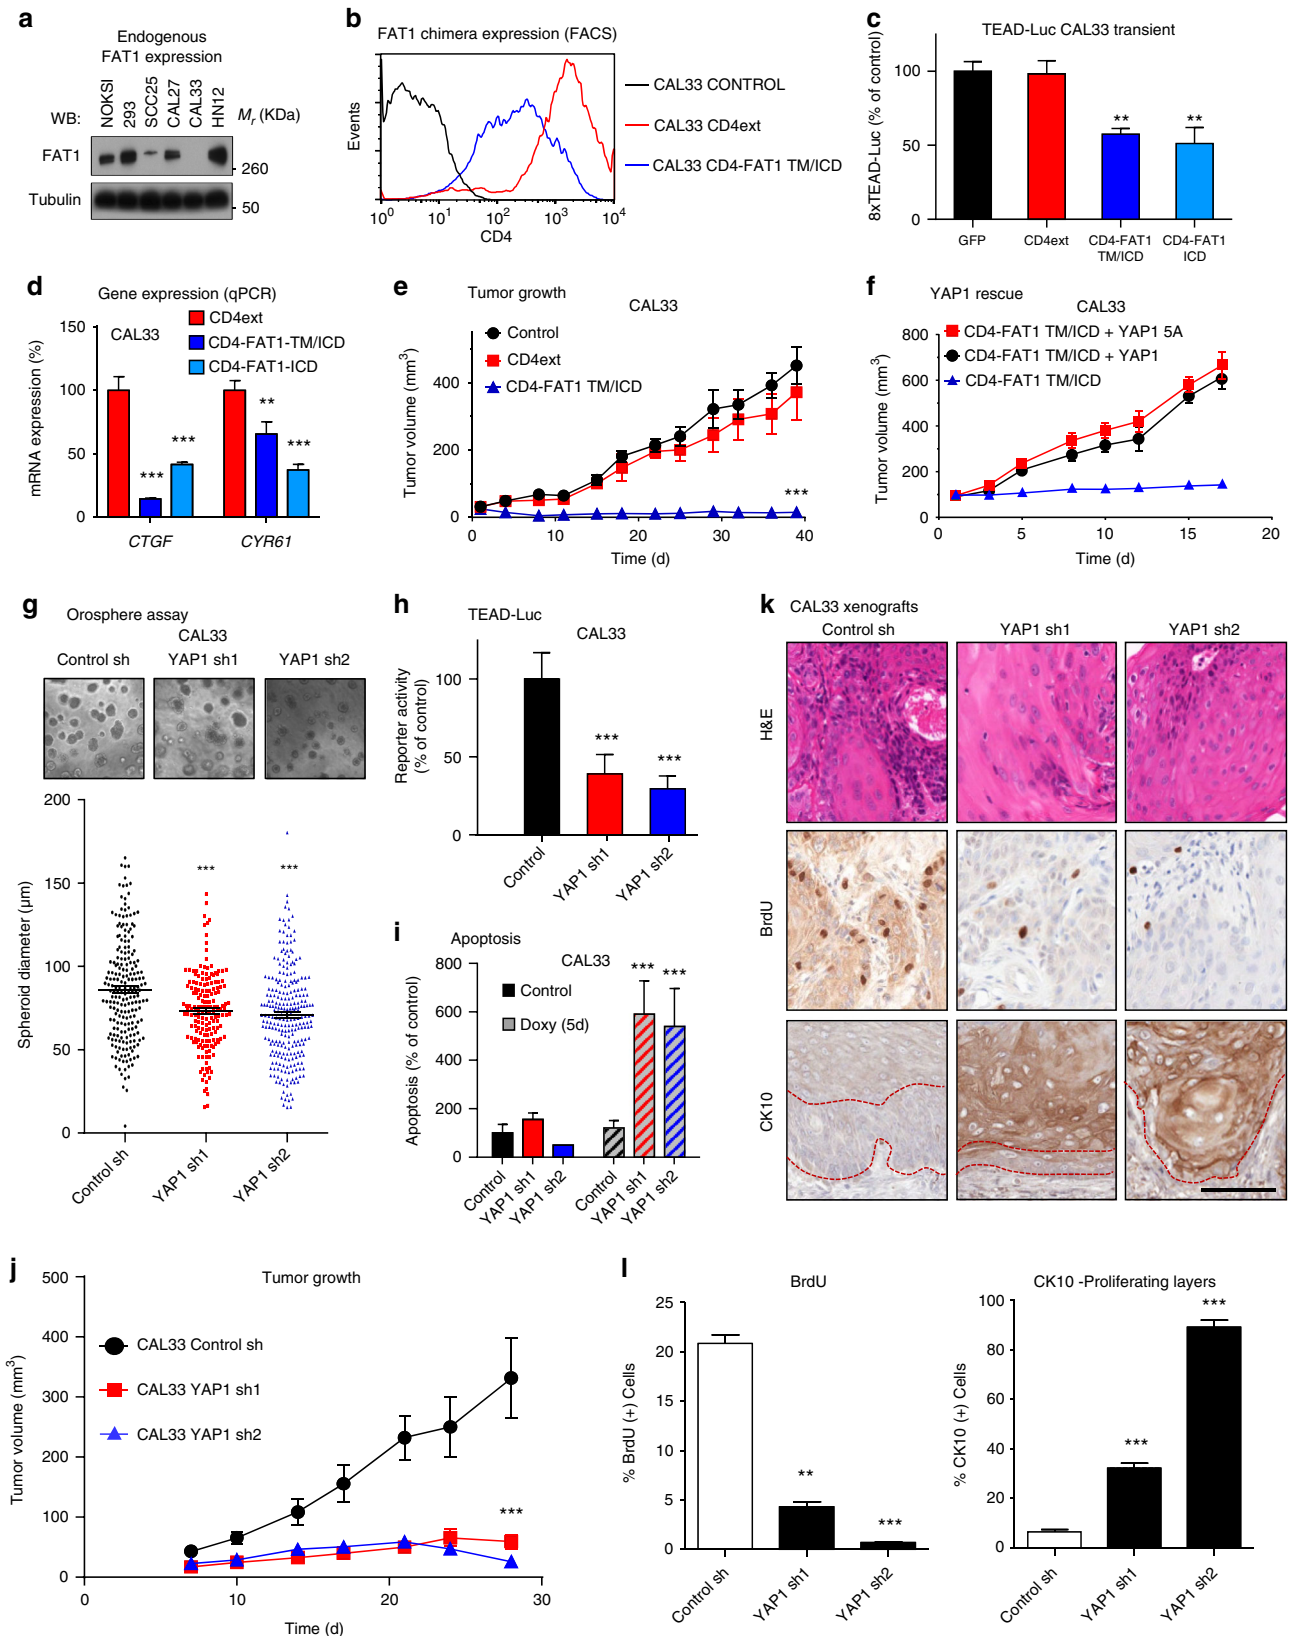 a
Endogenous
FAT1 expression
WB:
NOKSI
293
SCC25
CAL27
CAL33
HN12
Mr (KDa)
FAT1
260
Tubulin
50
b
FAT1 chimera expression (FACS)
Events
10^0 10^1 10^2 10^3 10^4
CD4
CAL33 CONTROL
CAL33 CD4ext
CAL33 CD4-FAT1 TM/ICD
c
TEAD-Luc CAL33 transient
8xTEAD-Luc (% of control)
100
50
0
** **
GFP CD4ext CD4-FAT1 TM/ICD CD4-FAT1 ICD
d
Gene expression (qPCR)
CAL33
CD4ext
CD4-FAT1-TM/ICD
CD4-FAT1-ICD
mRNA expression (%)
150
100
50
0
*** *** ** ***
CTGF CYR61
e
Tumor growth
CAL33
Control
CD4ext
CD4-FAT1 TM/ICD
Tumor volume (mm3)
400
200
0
***
0 10 20 30 40
Time (d)
f
YAP1 rescue
CAL33
CD4-FAT1 TM/ICD + YAP1 5A
CD4-FAT1 TM/ICD + YAP1
CD4-FAT1 TM/ICD
Tumor volume (mm3)
800
600
400
200
0
0 5 10 15 20
Time (d)
g
Orosphere assay
CAL33
Control sh YAP1 sh1 YAP1 sh2
Spheroid diameter (µm)
200
150
100
50
0
*** ***
Control sh YAP1 sh1 YAP1 sh2
h
TEAD-Luc
CAL33
Reporter activity
(% of control)
100
50
0
*** ***
Control YAP1 sh1 YAP1 sh2
i
Apoptosis
CAL33
Control
Doxy (5d)
Apoptosis (% of control)
800
600
400
200
0
*** ***
Control YAP1 sh1 YAP1 sh2 Control YAP1 sh1 YAP1 sh2
k
CAL33 xenografts
Control sh YAP1 sh1 YAP1 sh2
H&E
BrdU
CK10
j
Tumor growth
CAL33 Control sh
CAL33 YAP1 sh1
CAL33 YAP1 sh2
Tumor volume (mm3)
500
400
300
200
100
0
***
0 10 20 30
Time (d)
l
BrdU
% BrdU (+) Cells
25
20
15
10
5
0
** ***
Control sh YAP1 sh1 YAP1 sh2
CK10 -Proliferating layers
% CK10 (+) Cells
100
80
60
40
20
0
*** ***
Control sh YAP1 sh1 YAP1 sh2